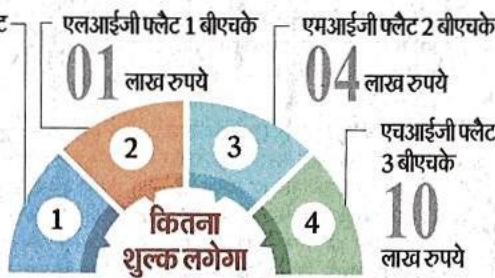 एलआईजी फ्लैट 1 बीएचके
01 लाख रुपये
एमआईजी फ्लैट 2 बीएचके
04 लाख रुपये
एचआईजी फ्लैट
3 बीएचके
10
लाख रुपये
1
2
3
4
कितना
शुल्क लगेगा